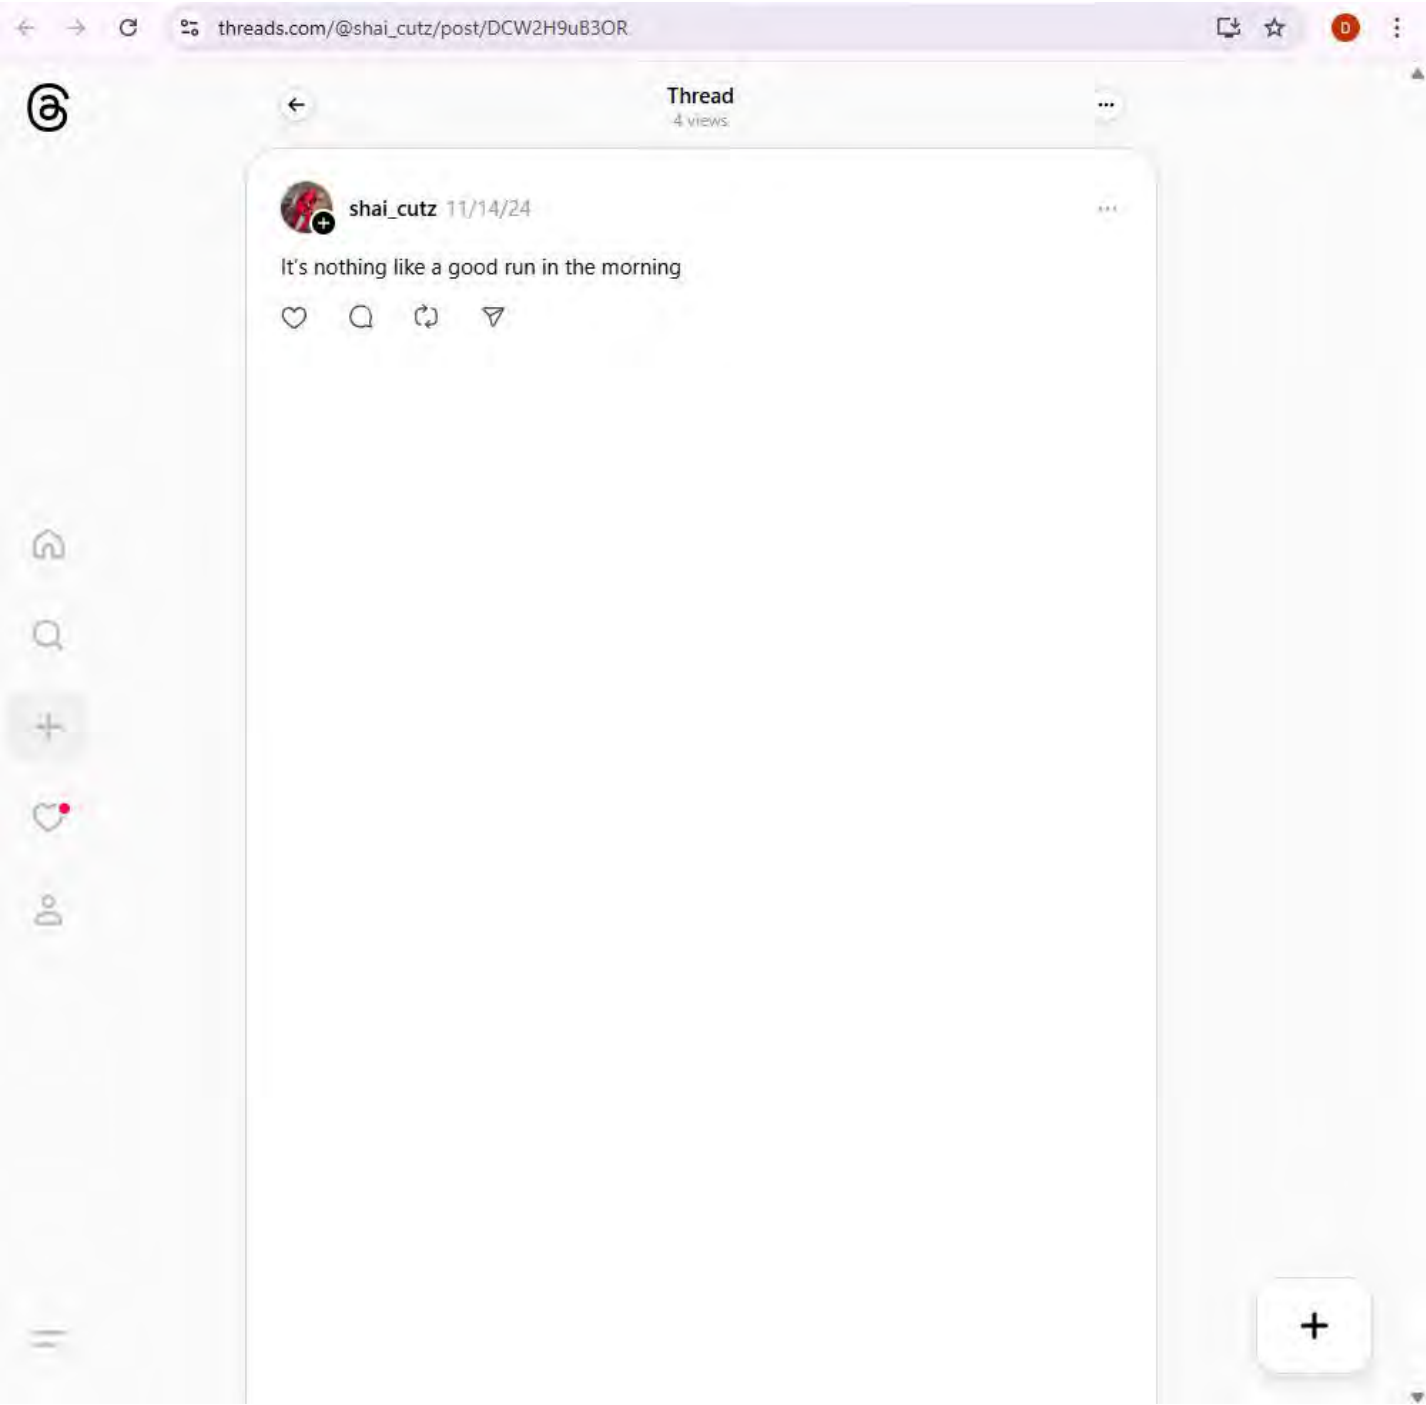 threads.com/@shai_cutz/post/DCW2H9uB3OR
D
Thread
4 views
shai_cutz 11/14/24
It's nothing like a good run in the morning